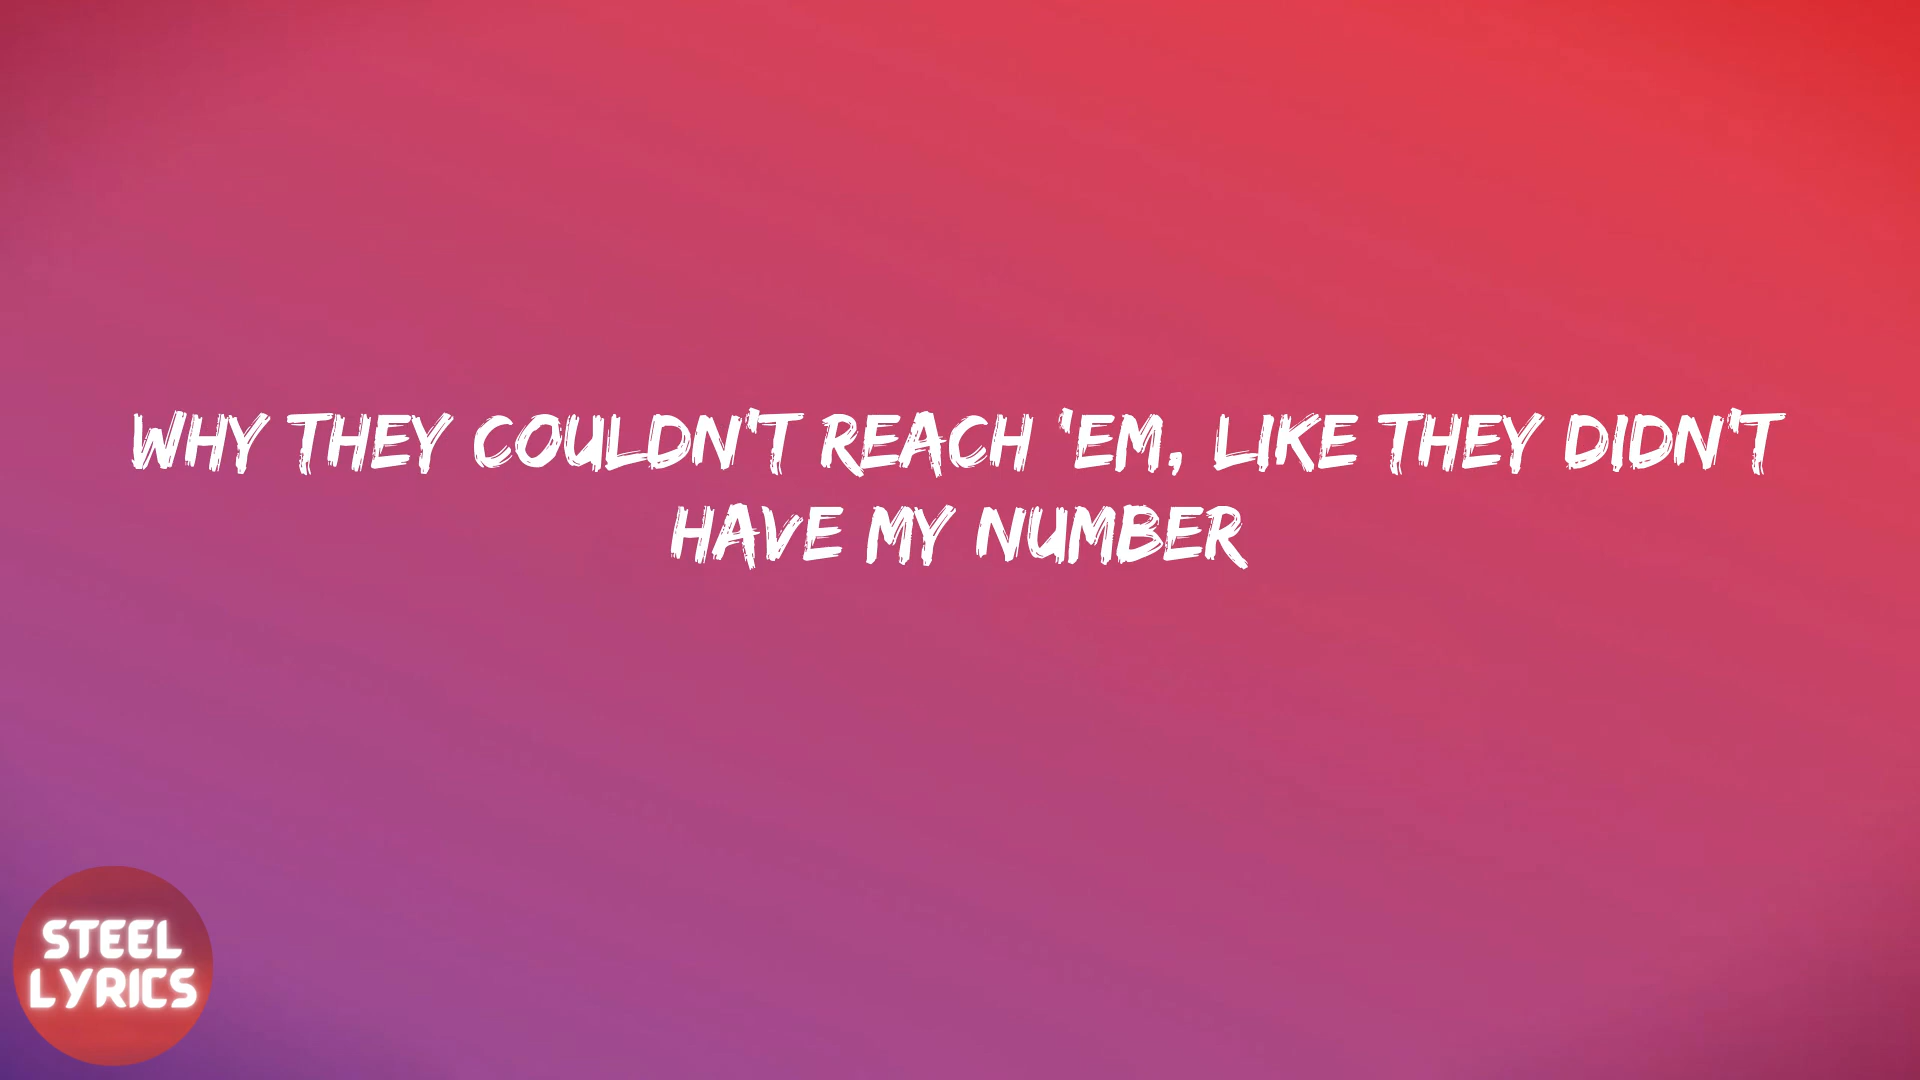 WHY THEY COULDN'T REACH 'EM, LIKE THEY DIDN'T
HAVE MY NUMBER
STEEL
LYRICS